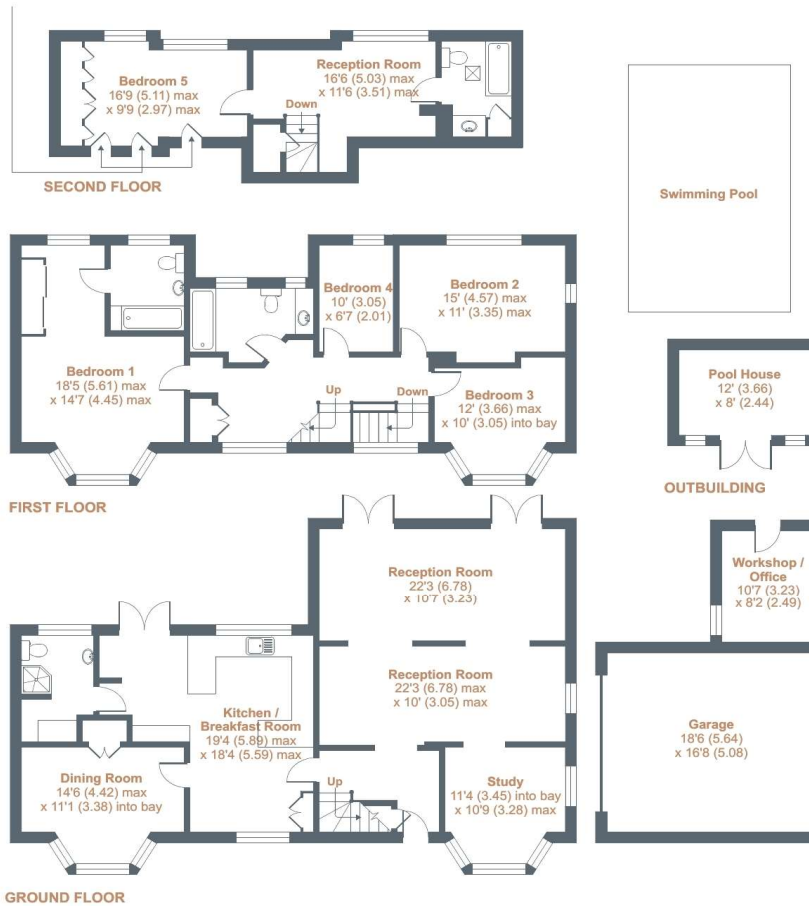 Bedroom 5
16'9 (5.11) max
x 9'9 (2.97) max
Reception Room
16'6 (5.03) max
x 11'6 (3.51) max
Down
SECOND FLOOR
Swimming Pool
Bedroom 4
10' (3.05)
x 6'7 (2.01)
Bedroom 2
15' (4.57) max
x 11' (3.35) max
Bedroom 1
18'5 (5.61) max
x 14'7 (4.45) max
Up
Down
Bedroom 3
12' (3.66) max
x 10' (3.05) into bay
FIRST FLOOR
Pool House
12' (3.66)
x 8' (2.44)
OUTBUILDING
Reception Room
22'3 (6.78)
x 10'7 (3.23)
Workshop /
Office
10'7 (3.23)
x 8'2 (2.49)
Reception Room
22'3 (6.78) max
x 10' (3.05) max
Kitchen /
Breakfast Room
19'4 (5.89) max
x 18'4 (5.59) max
Garage
18'6 (5.64)
x 16'8 (5.08)
Dining Room
14'6 (4.42) max
x 11'1 (3.38) into bay
Up
Study
11'4 (3.45) into bay
x 10'9 (3.28) max
GROUND FLOOR